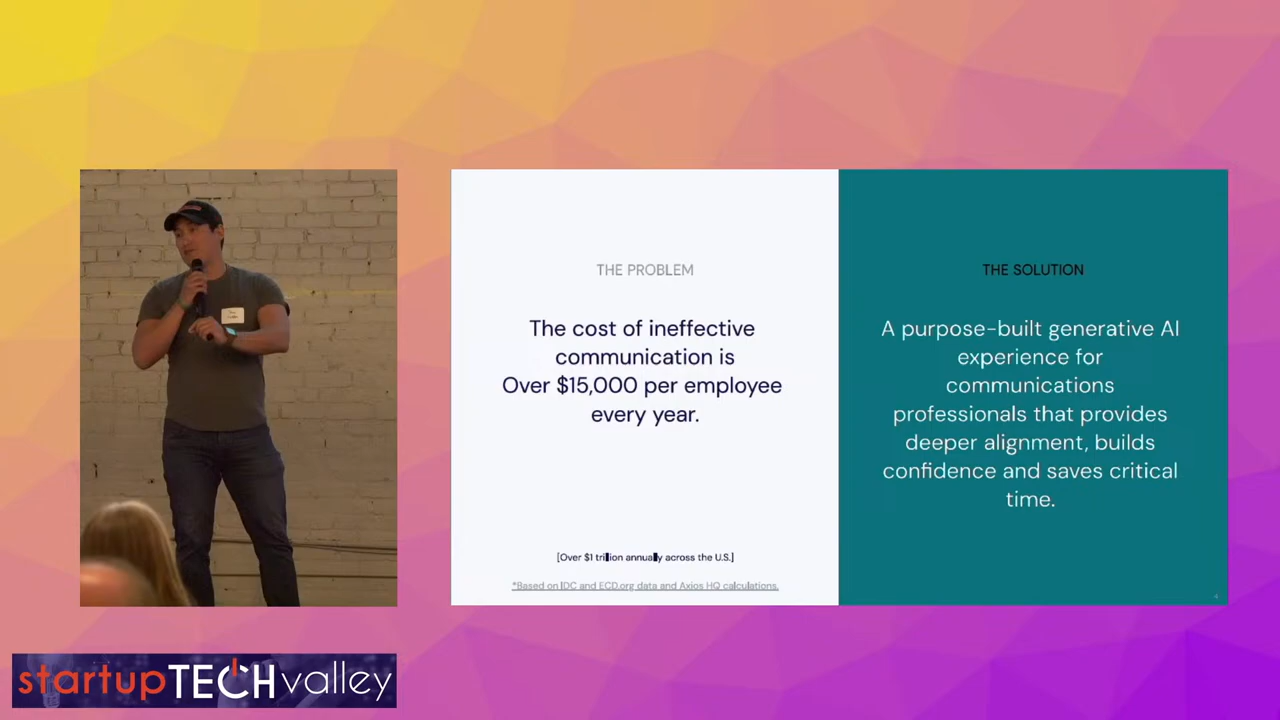 THE PROBLEM
The cost of ineffective
communication is
Over $15,000 per employee
every year.
[Over $1 trillion annually across the U.S.]
*Based on IDC and ECD.org data and Axios HQ calculations.
THE SOLUTION
A purpose-built generative AI
experience for
communications
professionals that provides
deeper alignment, builds
confidence and saves critical
time.
4
startupTECHvalley